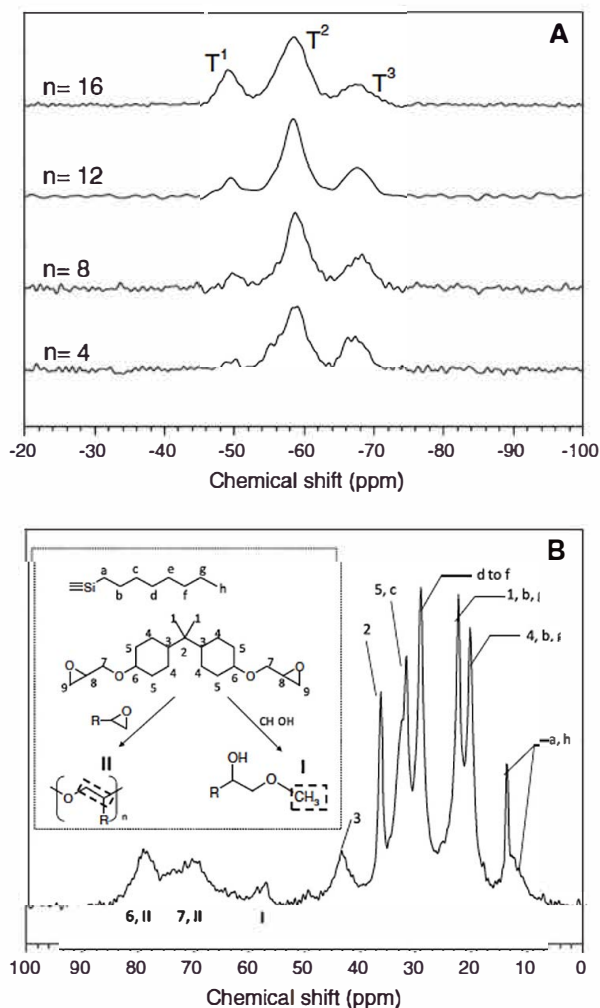 A
T1 T2 T3
n= 16
n= 12
n= 8
n= 4
-20 -30 -40 -50 -60 -70 -80 -90 -100
Chemical shift (ppm)
B
a c e g
≡Si
b d f h
1 1
5 4 3 2 3 4 5
O 7 O 6 5 4 4 5 6 O 7 O
9 8 8 9
R O
CH OH
II
I
O R n
OH
R O CH3
2
5, c
d to f
1, b,
4, b,
a, h
3
6, II
7, II
I
100 90 80 70 60 50 40 30 20 10 0
Chemical shift (ppm)